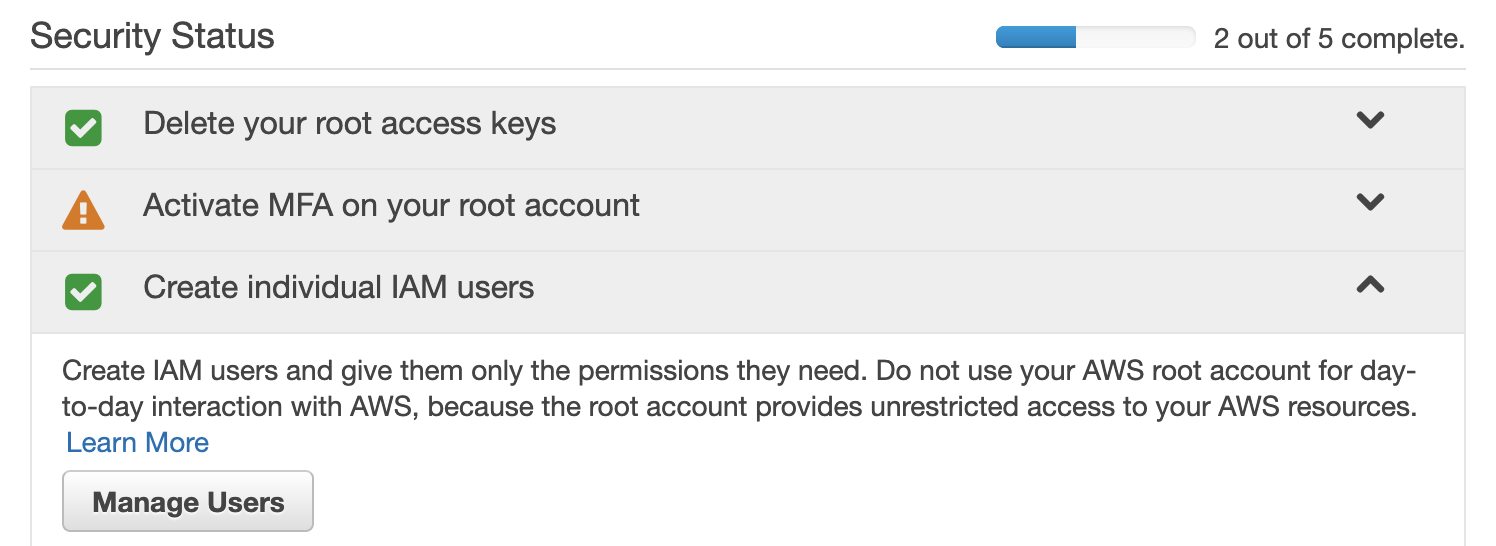 Security Status
2 out of 5 complete.
Delete your root access keys
Activate MFA on your root account
Create individual IAM users
Create IAM users and give them only the permissions they need. Do not use your AWS root account for day-
to-day interaction with AWS, because the root account provides unrestricted access to your AWS resources.
Learn More
Manage Users